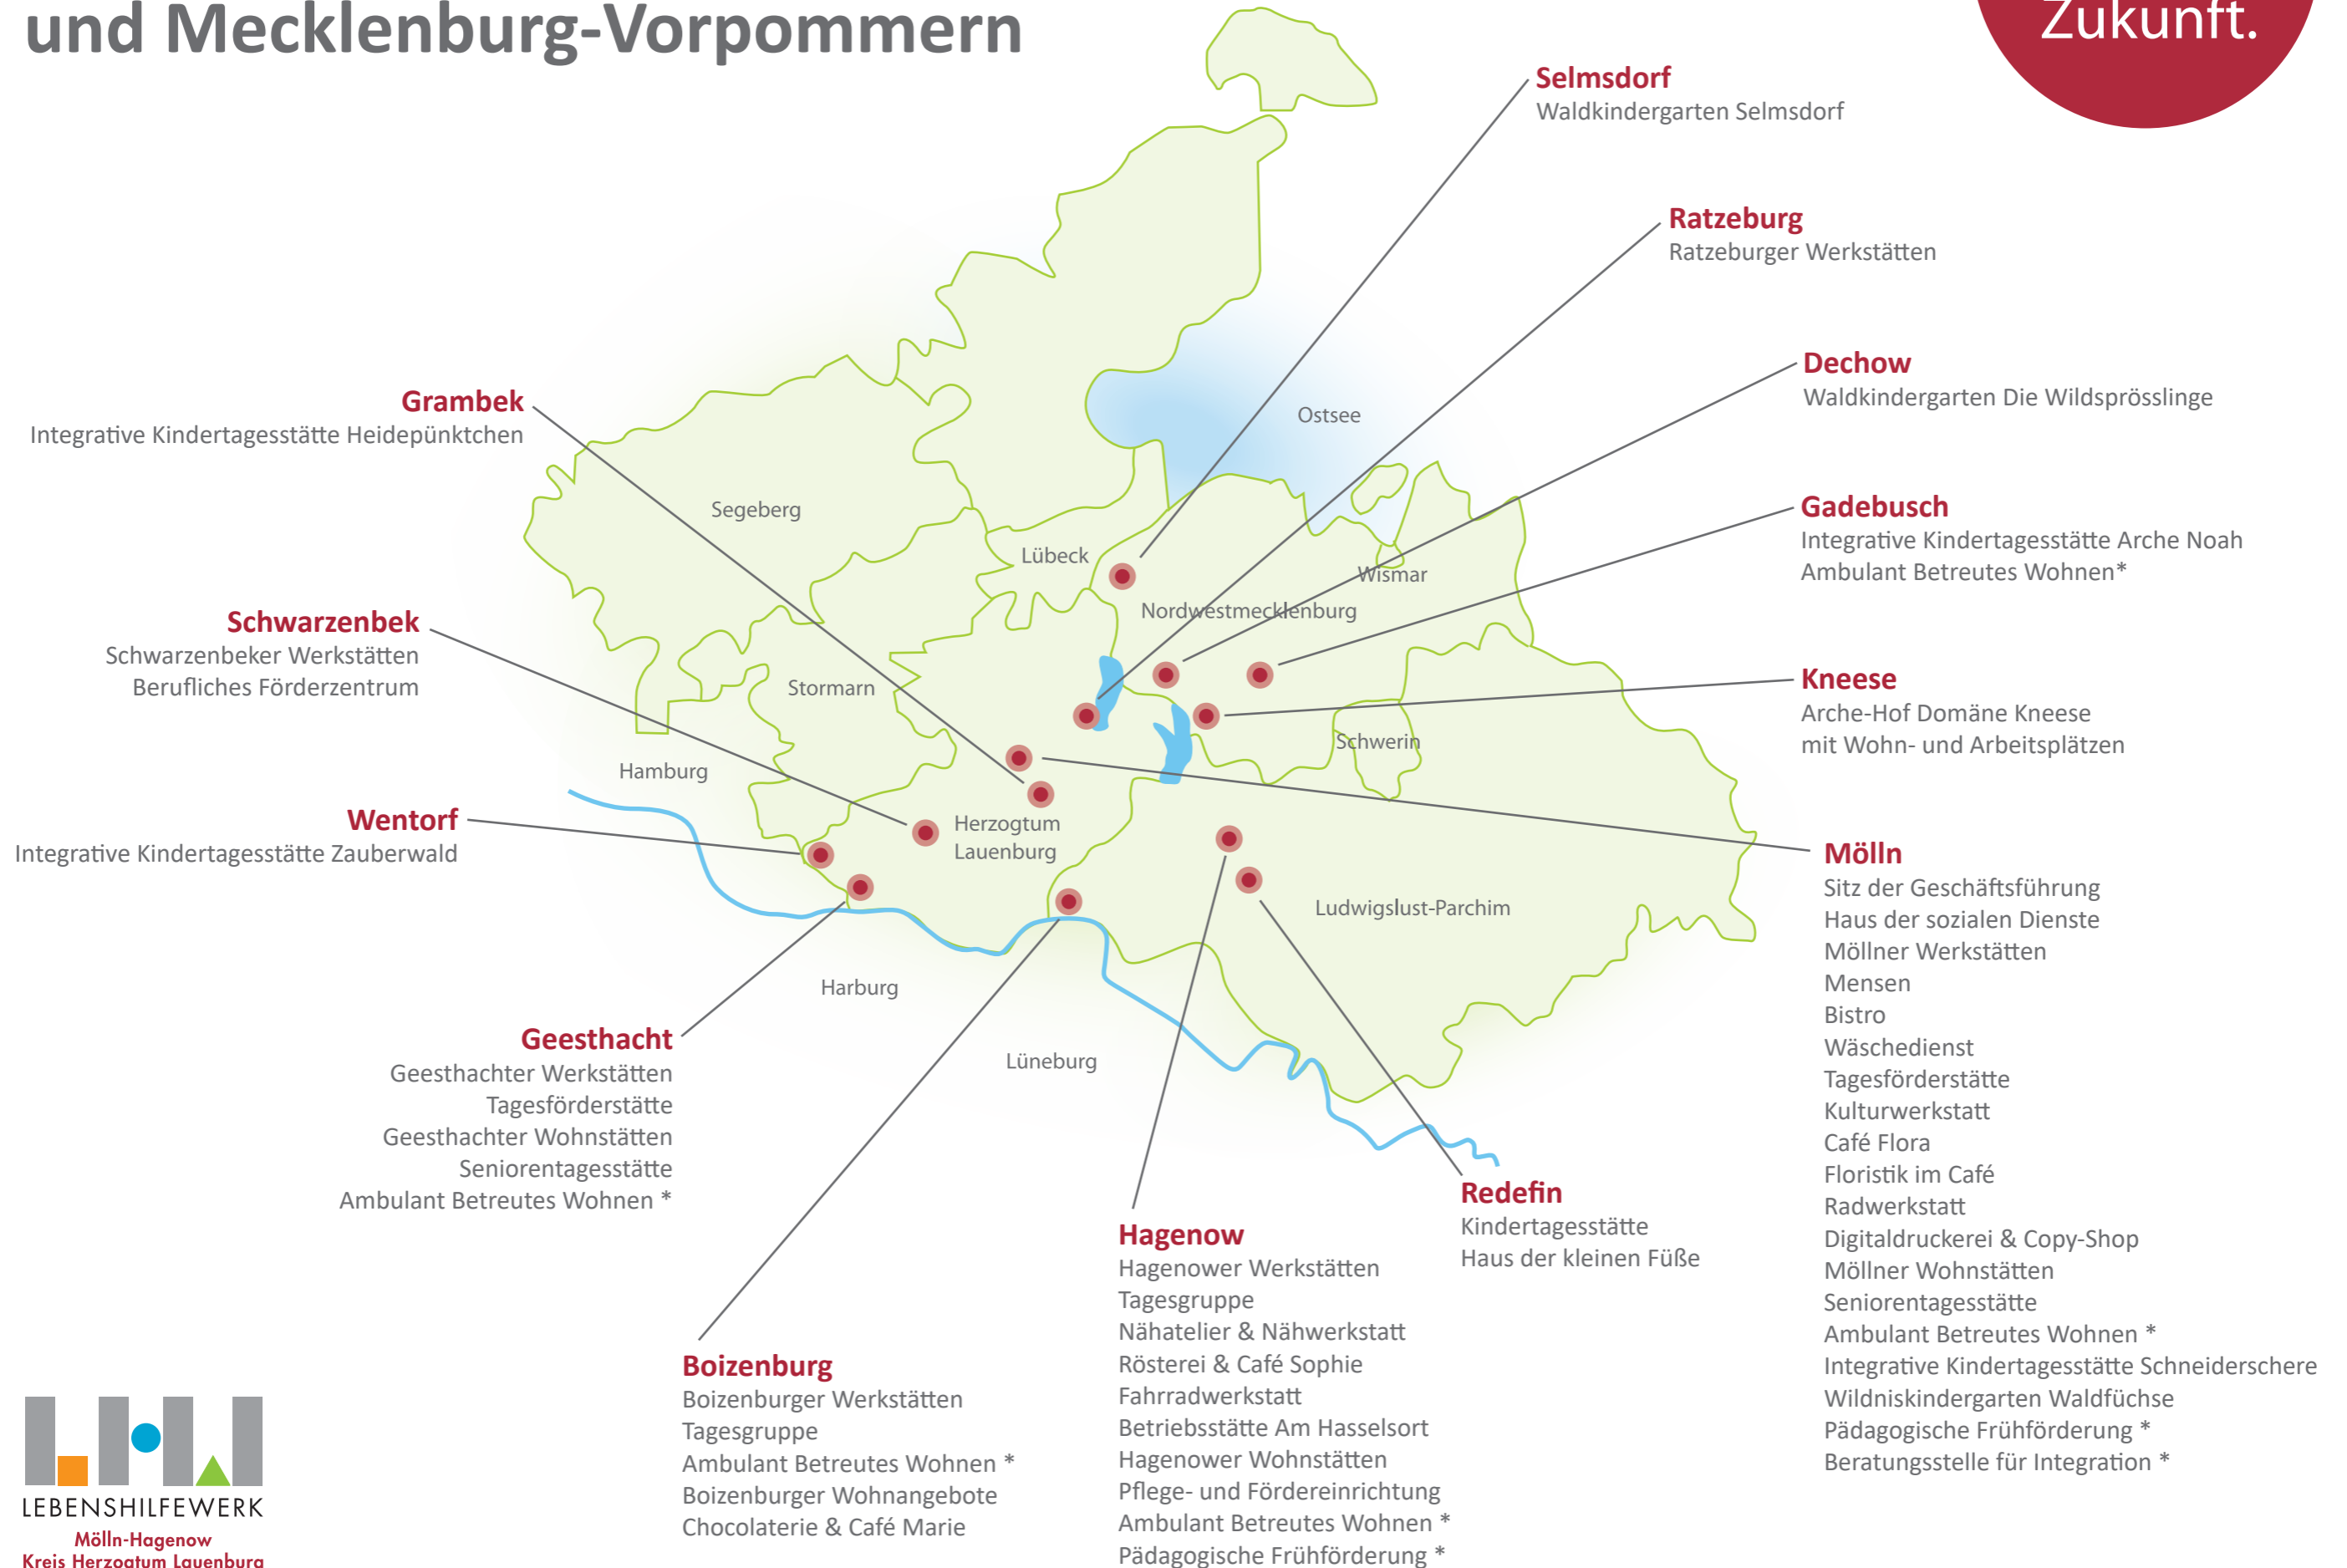 und Mecklenburg-Vorpommern
Zukunft.
Selmsdorf
Waldkindergarten Selmsdorf
Ratzeburg
Ratzeburger Werkstätten
Dechow
Waldkindergarten Die Wildsprösslinge
Gadebusch
Integrative Kindertagesstätte Arche Noah
Ambulant Betreutes Wohnen*
Kneese
Arche-Hof Domäne Kneese
mit Wohn- und Arbeitsplätzen
Mölln
Sitz der Geschäftsführung
Haus der sozialen Dienste
Möllner Werkstätten
Mensen
Bistro
Wäschedienst
Tagesförderstätte
Kulturwerkstatt
Café Flora
Floristik im Café
Radwerkstatt
Digitaldruckerei & Copy-Shop
Möllner Wohnstätten
Seniorentagesstätte
Ambulant Betreutes Wohnen *
Integrative Kindertagesstätte Schneiderschere
Wildniskindergarten Waldfüchse
Pädagogische Frühförderung *
Beratungsstelle für Integration *
Grambek
Integrative Kindertagesstätte Heidepünktchen
Schwarzenbek
Schwarzenbeker Werkstätten
Berufliches Förderzentrum
Wentorf
Integrative Kindertagesstätte Zauberwald
Geesthacht
Geesthachter Werkstätten
Tagesförderstätte
Geesthachter Wohnstätten
Seniorentagesstätte
Ambulant Betreutes Wohnen *
Boizenburg
Boizenburger Werkstätten
Tagesgruppe
Ambulant Betreutes Wohnen *
Boizenburger Wohnangebote
Chocolaterie & Café Marie
Hagenow
Hagenower Werkstätten
Tagesgruppe
Nähatelier & Nähwerkstatt
Rösterei & Café Sophie
Fahrradwerkstatt
Betriebsstätte Am Hasselsort
Hagenower Wohnstätten
Pflege- und Fördereinrichtung
Ambulant Betreutes Wohnen *
Pädagogische Frühförderung *
Redefin
Kindertagesstätte
Haus der kleinen Füße
Ostsee
Segeberg
Lübeck
Wismar
Nordwestmecklenburg
Stormarn
Schwerin
Hamburg
Herzogtum
Lauenburg
Ludwigslust-Parchim
Harburg
Lüneburg
LHW
LEBENSHILFEWERK
Mölln-Hagenow
Kreis Herzogtum Lauenburg